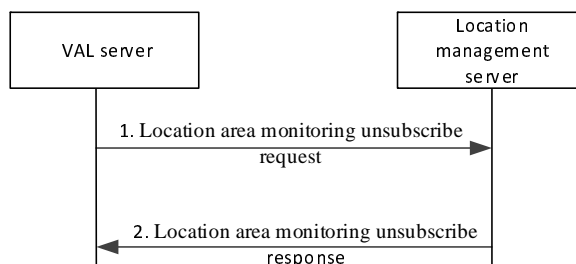 VAL server
Location
management
server
1. Location area monitoring unsubscribe
request
2. Location area monitoring unsubscribe
response